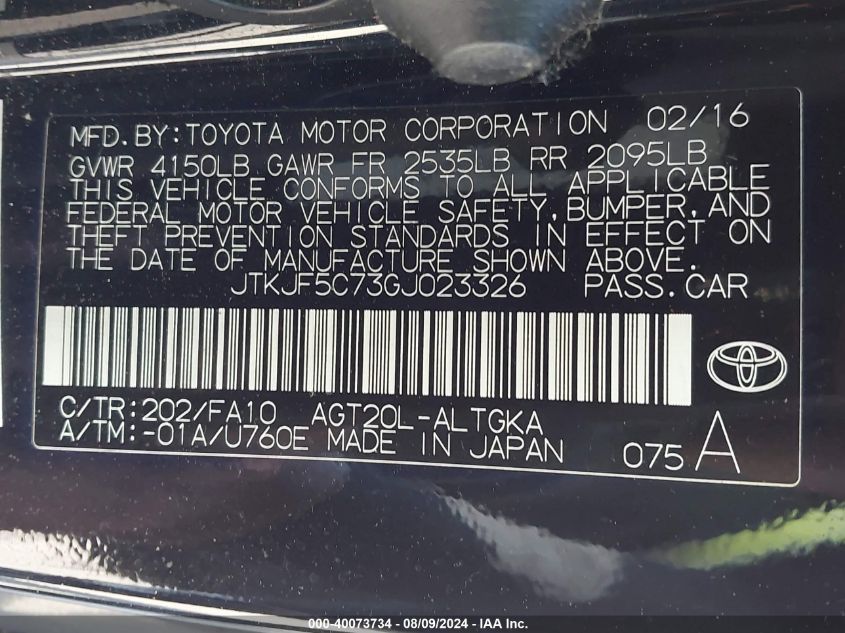 MFD.BY:TOYOTA MOTOR CORPORATION 02/16
GVWR 4150LB GAWR FR 2535LB RR 2095LB
THIS VEHICLE CONFORMS TO ALL APPLICABLE
FEDERAL MOTOR VEHICLE SAFETY, BUMPER, AND
THEFT PREVENTION STANDARDS IN EFFECT ON
THE DATE OF MANUFACTURE SHOWN ABOVE.
JTKJF5C73GJ023326 PASS.CAR
C/TR:202/FA10 AGT20L-ALTGKA
A/TM:-01A/U760E MADE IN JAPAN 075 A
000-40073734 - 08/09/2024 - IAA, Inc.